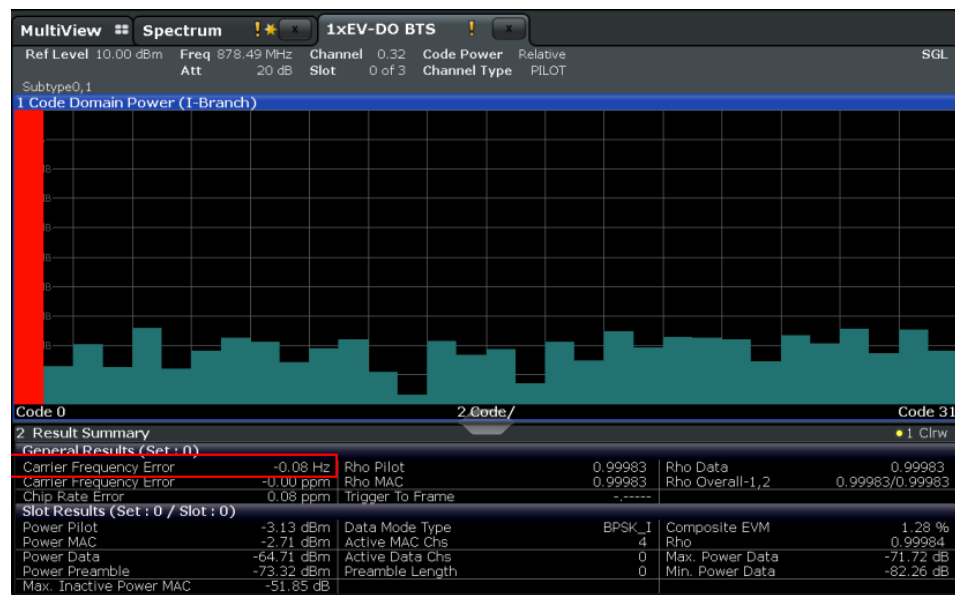 MultiView Spectrum ! x 1xEV-DO BTS ! x
Ref Level 10.00 dBm Freq 878.49 MHz Channel 0.32 Code Power Relative SGL
Att 20 dB Slot 0 of 3 Channel Type PILOT
Subtype0,1
1 Code Domain Power (I-Branch)
Code 0 2 Code/ Code 31
2 Result Summary 1 Clrw
General Results (Set : 0)
Carrier Frequency Error -0.08 Hz Rho Pilot 0.99983 Rho Data 0.99983
Carrier Frequency Error -0.00 ppm Rho MAC 0.99983 Rho Overall-1,2 0.99983/0.99983
Chip Rate Error 0.08 ppm Trigger To Frame -.-----
Slot Results (Set : 0 / Slot : 0)
Power Pilot -3.13 dBm Data Mode Type BPSK_I Composite EVM 1.28 %
Power MAC -2.71 dBm Active MAC Chs 4 Rho 0.99984
Power Data -64.71 dBm Active Data Chs 0 Max. Power Data -71.72 dB
Power Preamble -73.32 dBm Preamble Length 0 Min. Power Data -82.26 dB
Max. Inactive Power MAC -51.85 dB